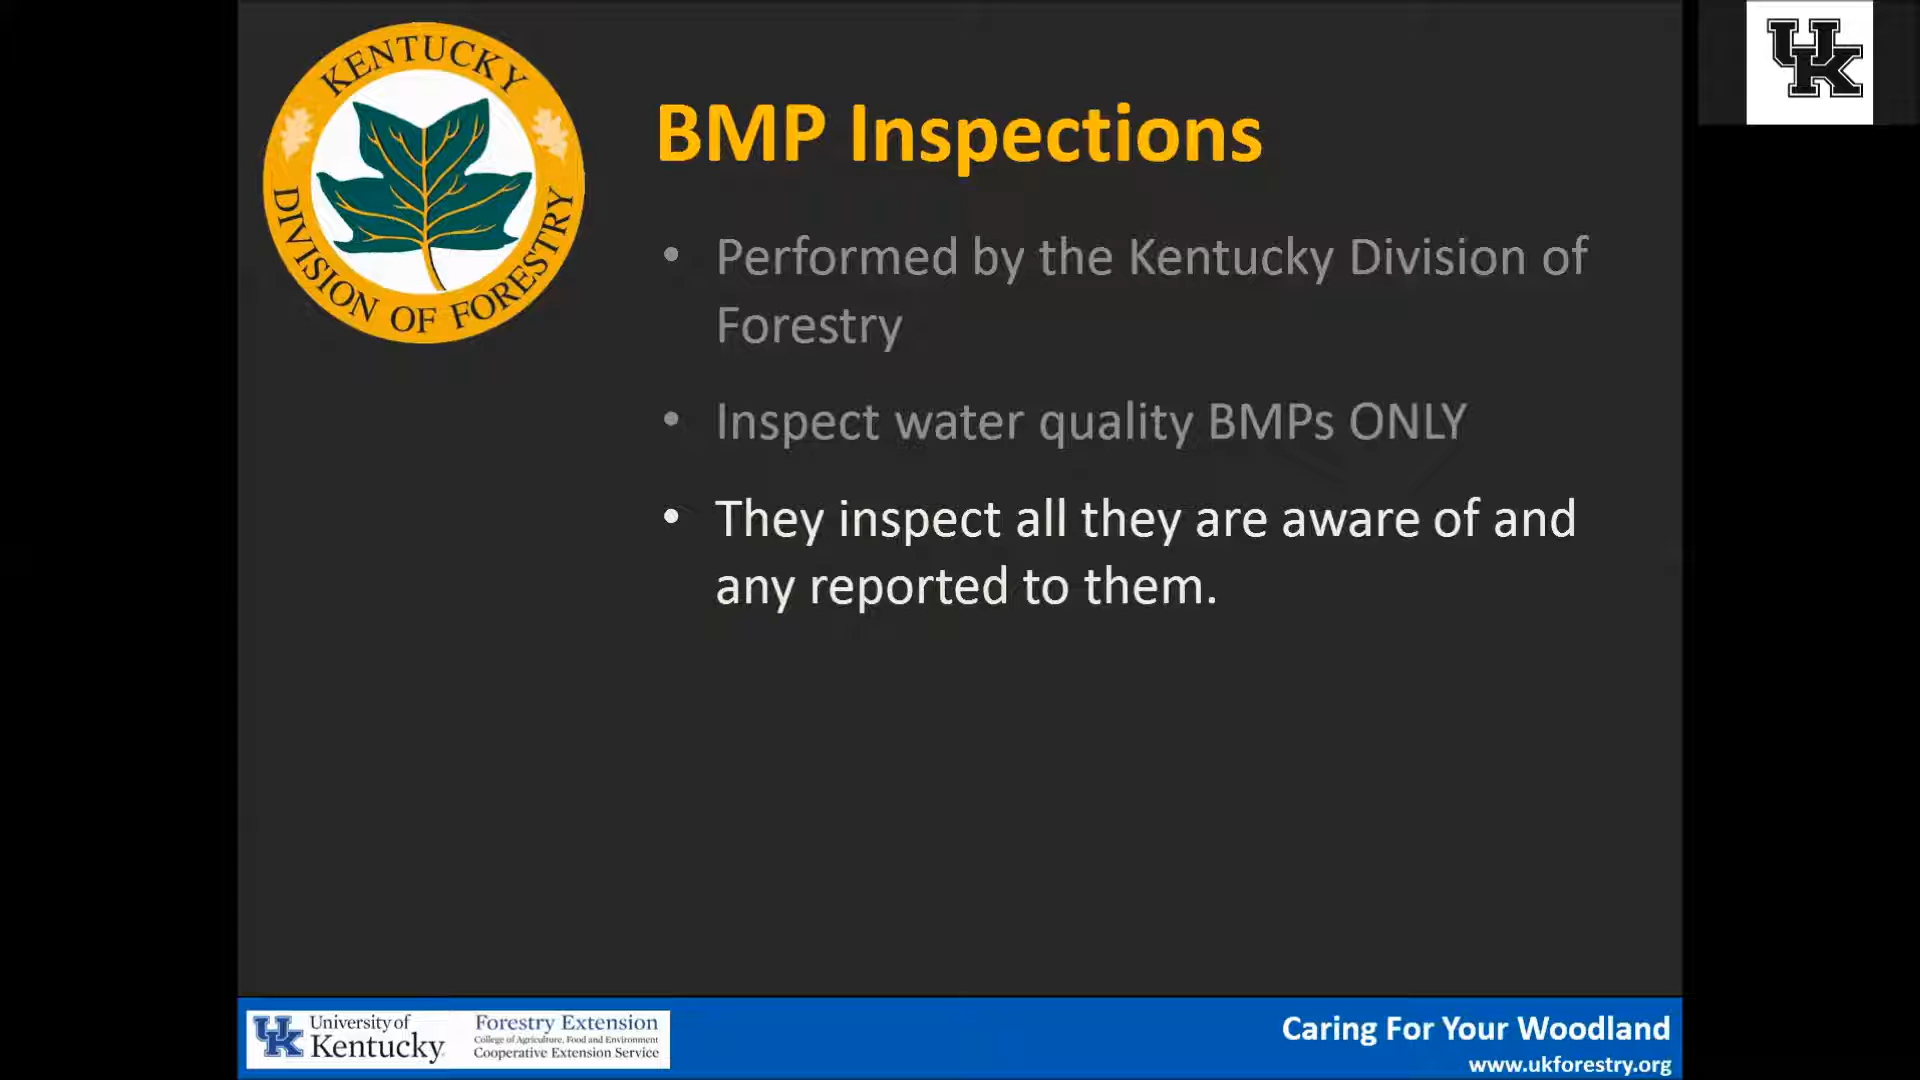 KENTUCKY
DIVISION OF FORESTRY
UK
BMP Inspections
• Performed by the Kentucky Division of
Forestry
• Inspect water quality BMPs ONLY
• They inspect all they are aware of and
any reported to them.
UK
University of
Kentucky
Forestry Extension
College of Agriculture, Food and Environment
Cooperative Extension Service
Caring For Your Woodland
www.ukforestry.org